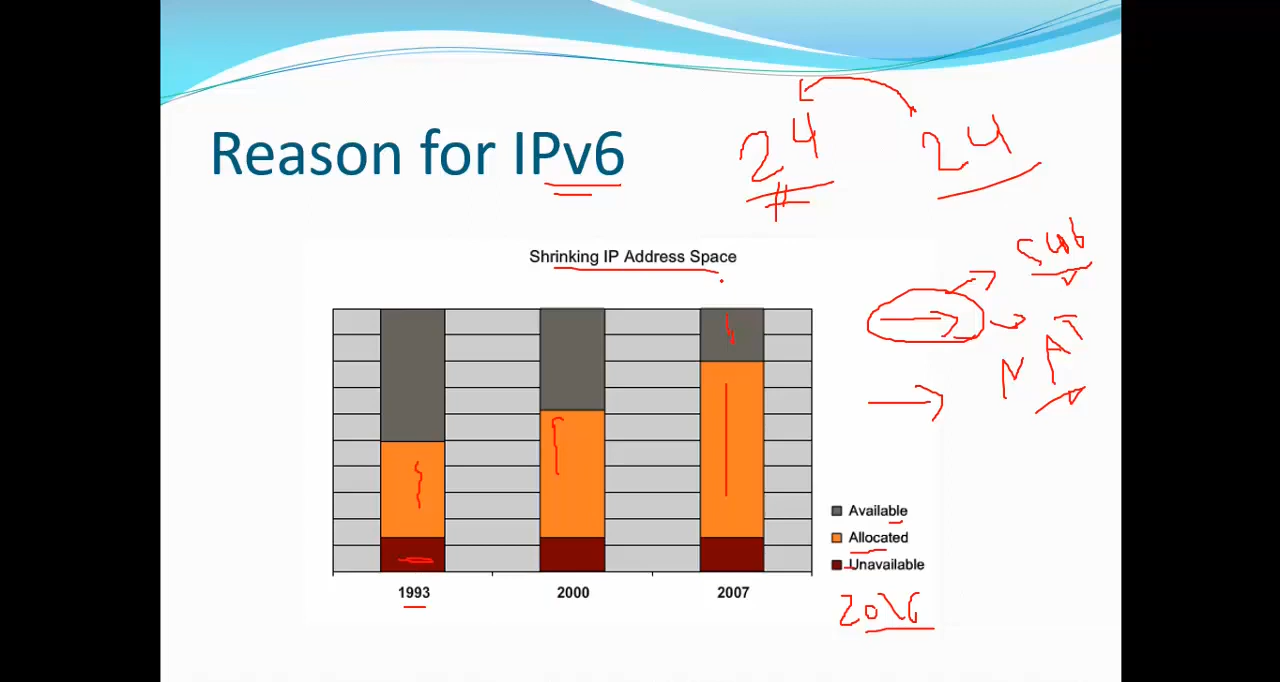 Reason for IPv6
24
24
Shrinking IP Address Space
Sub
NAT
Available
Allocated
Unavailable
1993 2000 2007
2016